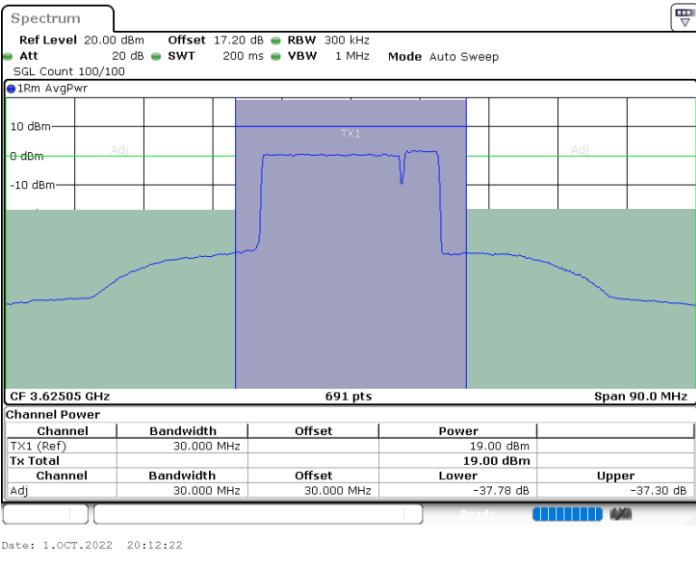 Spectrum
Ref Level 20.00 dBm Offset 17.20 dB RBW 300 kHz
Att 20 dB SWT 200 ms VBW 1 MHz Mode Auto Sweep
SGL Count 100/100
1Rm AvgPwr
10 dBm
TX1
Adj
Adj
0 dBm
-10 dBm
CF 3.62505 GHz 691 pts Span 90.0 MHz
Channel Power
Channel Bandwidth Offset Power
TX1 (Ref) 30.000 MHz 19.00 dBm
Tx Total 19.00 dBm
Channel Bandwidth Offset Lower Upper
Adj 30.000 MHz 30.000 MHz -37.78 dB -37.30 dB
Ready
Date: 1.OCT.2022 20:12:22